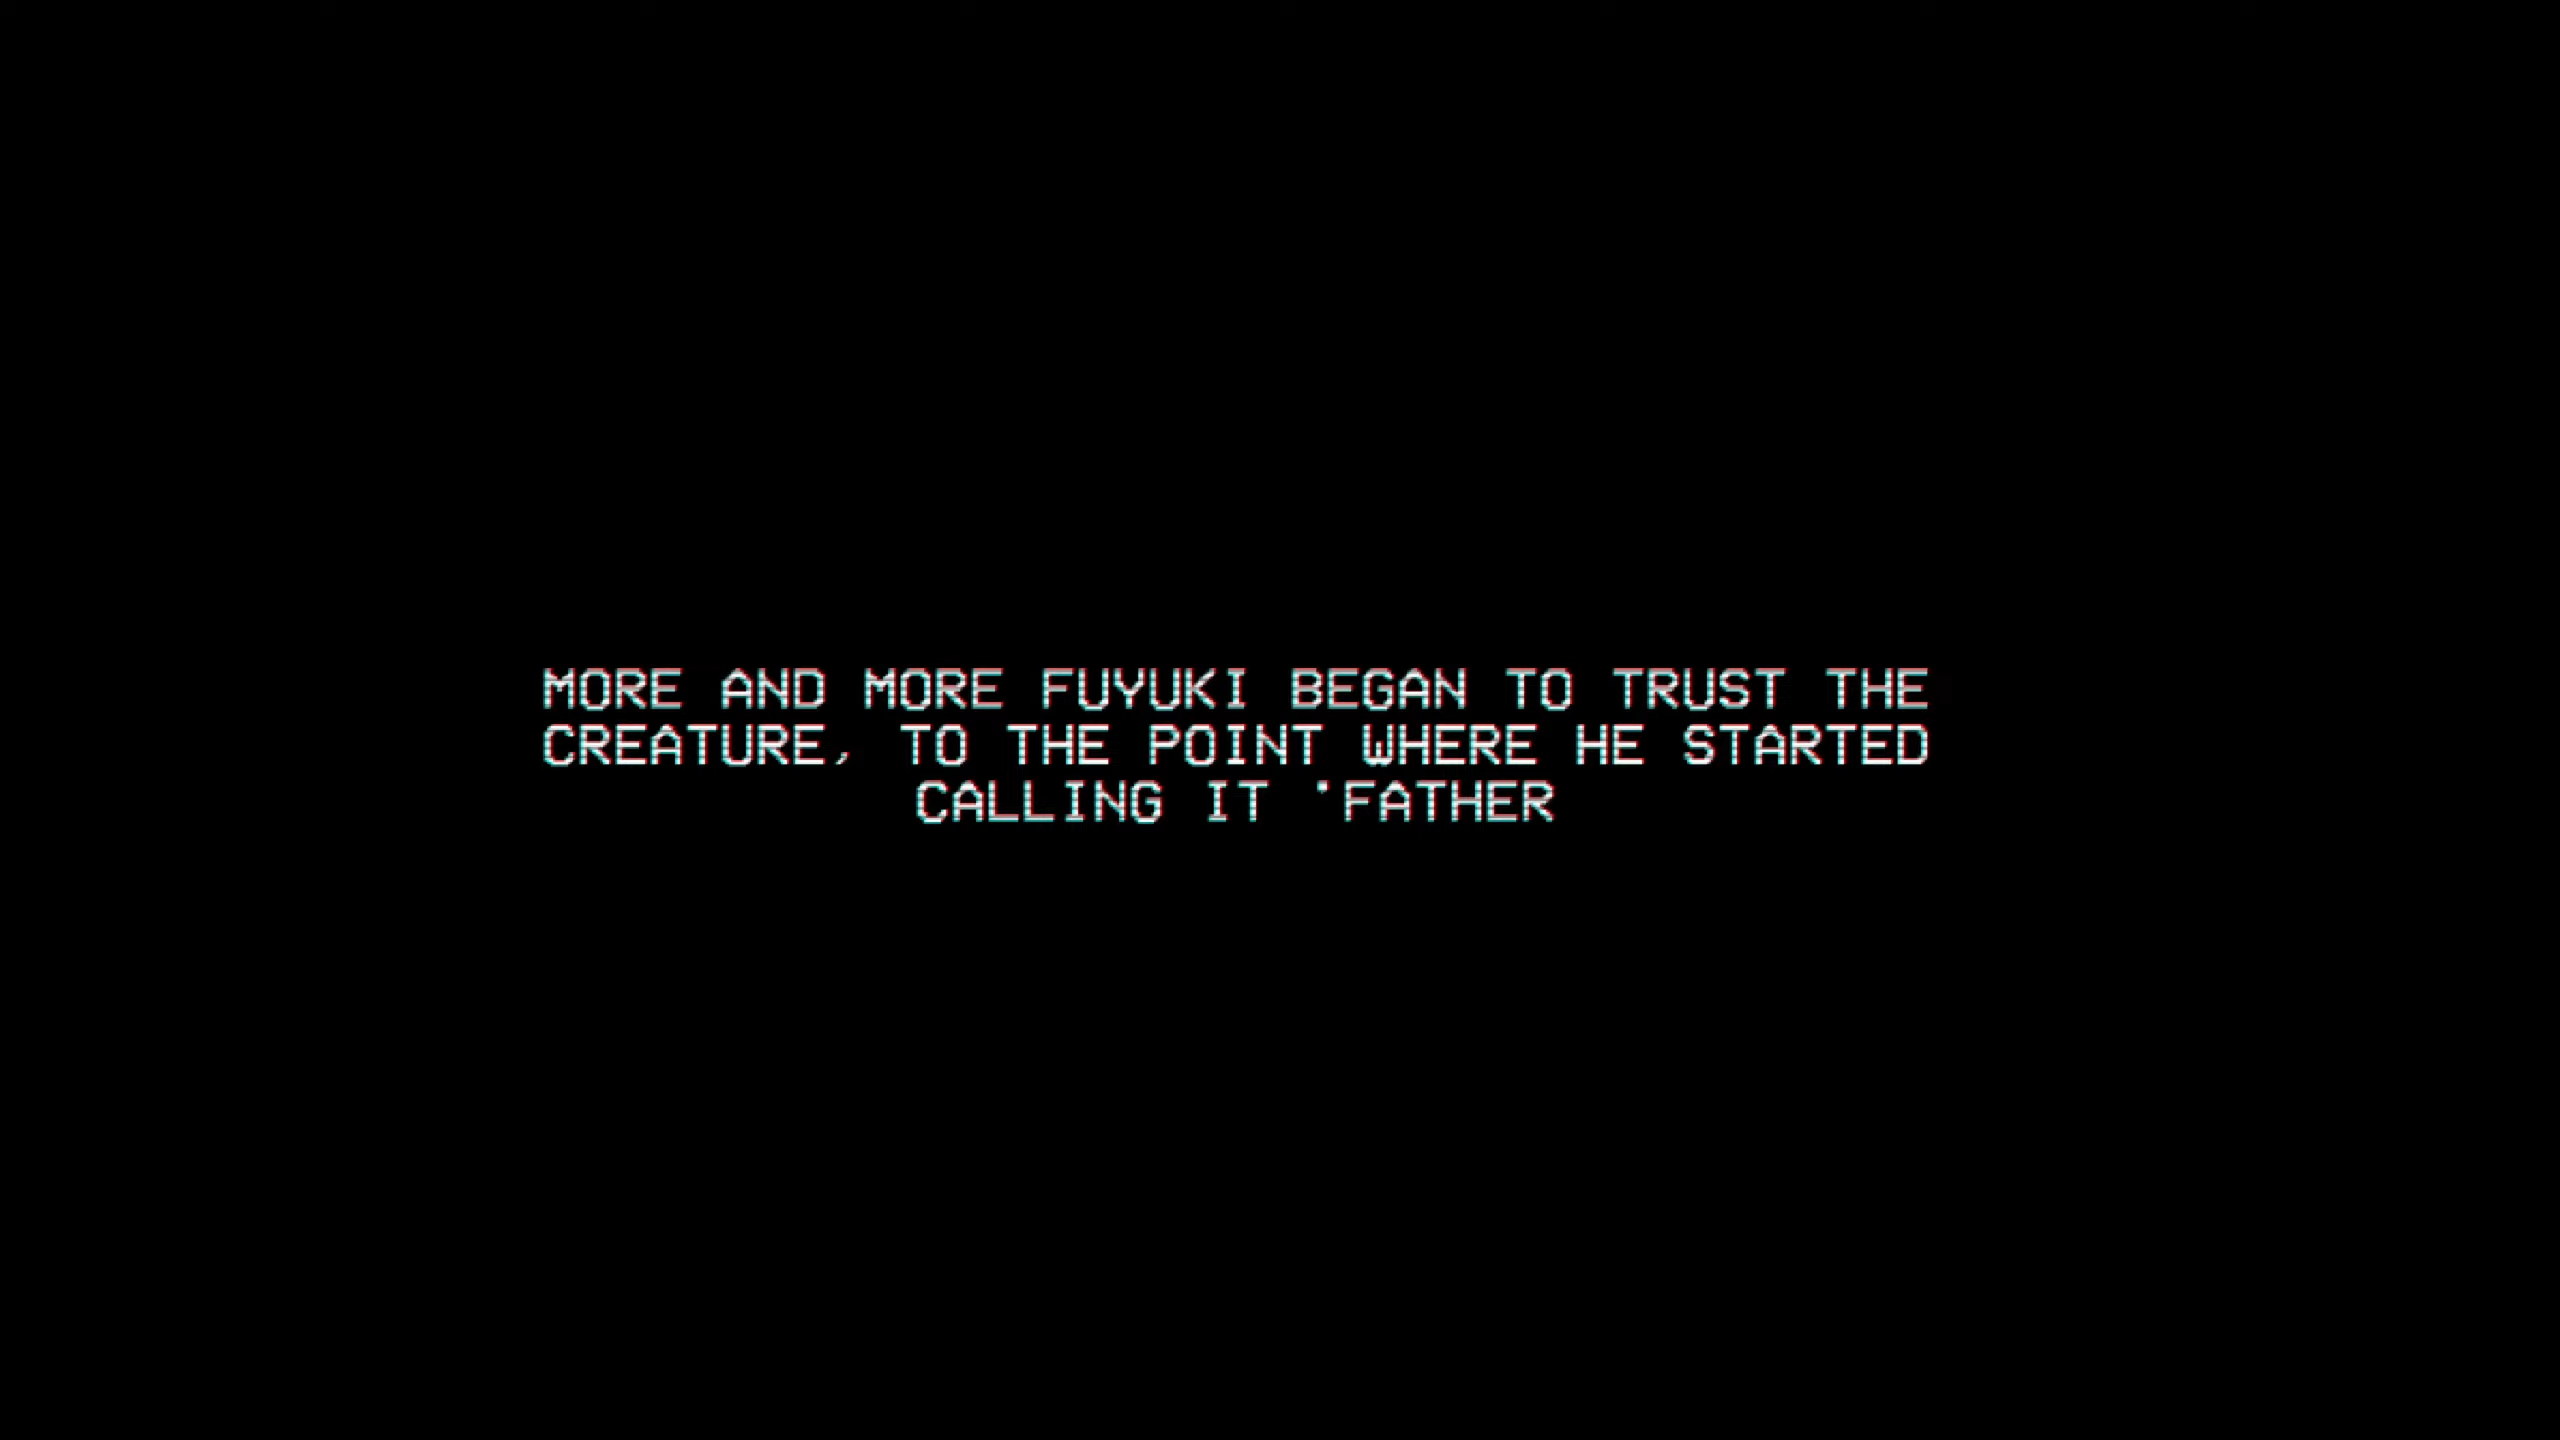 MORE AND MORE FUYUKI BEGAN TO TRUST THE
CREATURE, TO THE POINT WHERE HE STARTED
CALLING IT 'FATHER